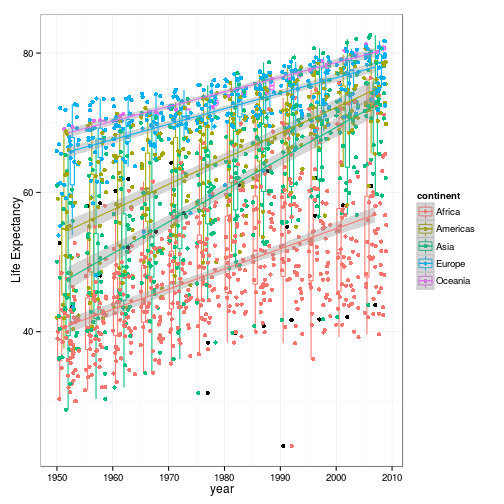 80
60
40
Life Expectancy
1950 1960 1970 1980 1990 2000 2010
year
continent
Africa
Americas
Asia
Europe
Oceania